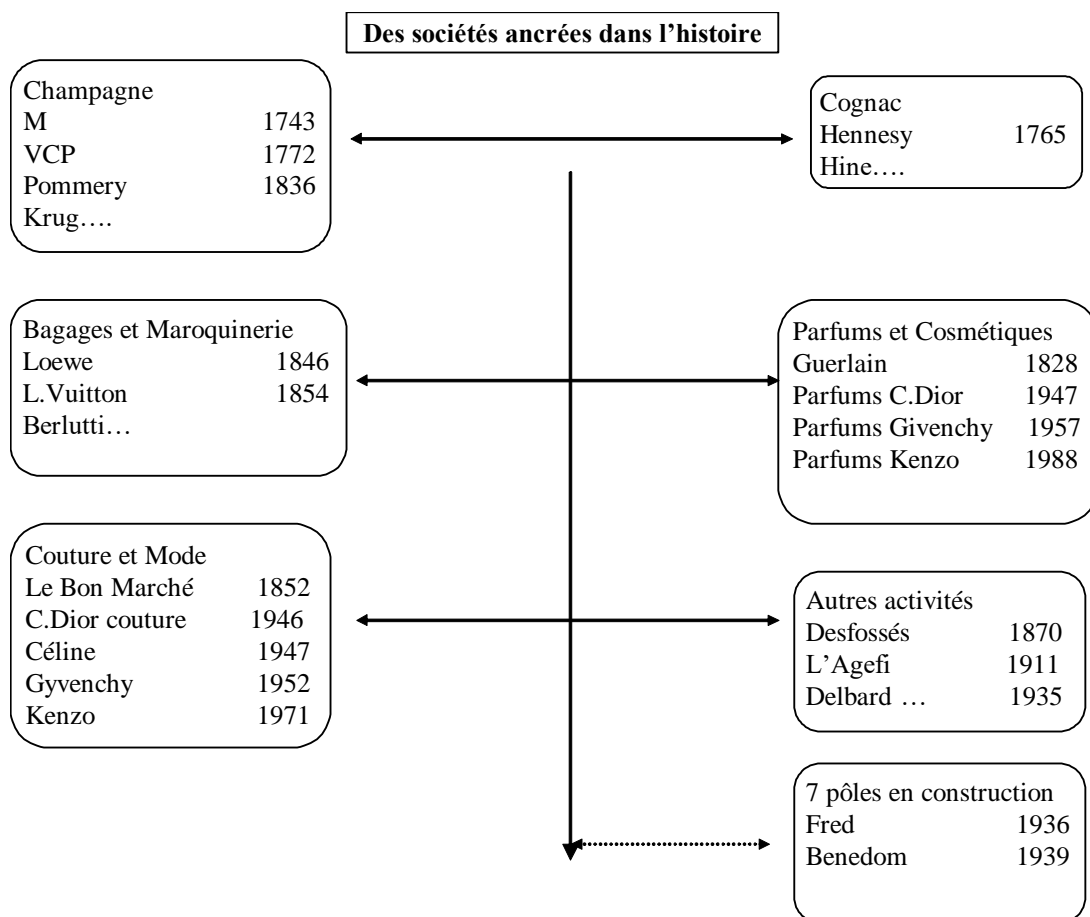 Des sociétés ancrées dans l’histoire
Champagne
M 1743
VCP 1772
Pommery 1836
Krug….
Cognac
Hennesy 1765
Hine….
Bagages et Maroquinerie
Loewe 1846
L.Vuitton 1854
Berlutti…
Parfums et Cosmétiques
Guerlain 1828
Parfums C.Dior 1947
Parfums Givenchy 1957
Parfums Kenzo 1988
Couture et Mode
Le Bon Marché 1852
C.Dior couture 1946
Céline 1947
Gyvenchy 1952
Kenzo 1971
Autres activités
Desfossés 1870
L’Agefi 1911
Delbard … 1935
7 pôles en construction
Fred 1936
Benedom 1939